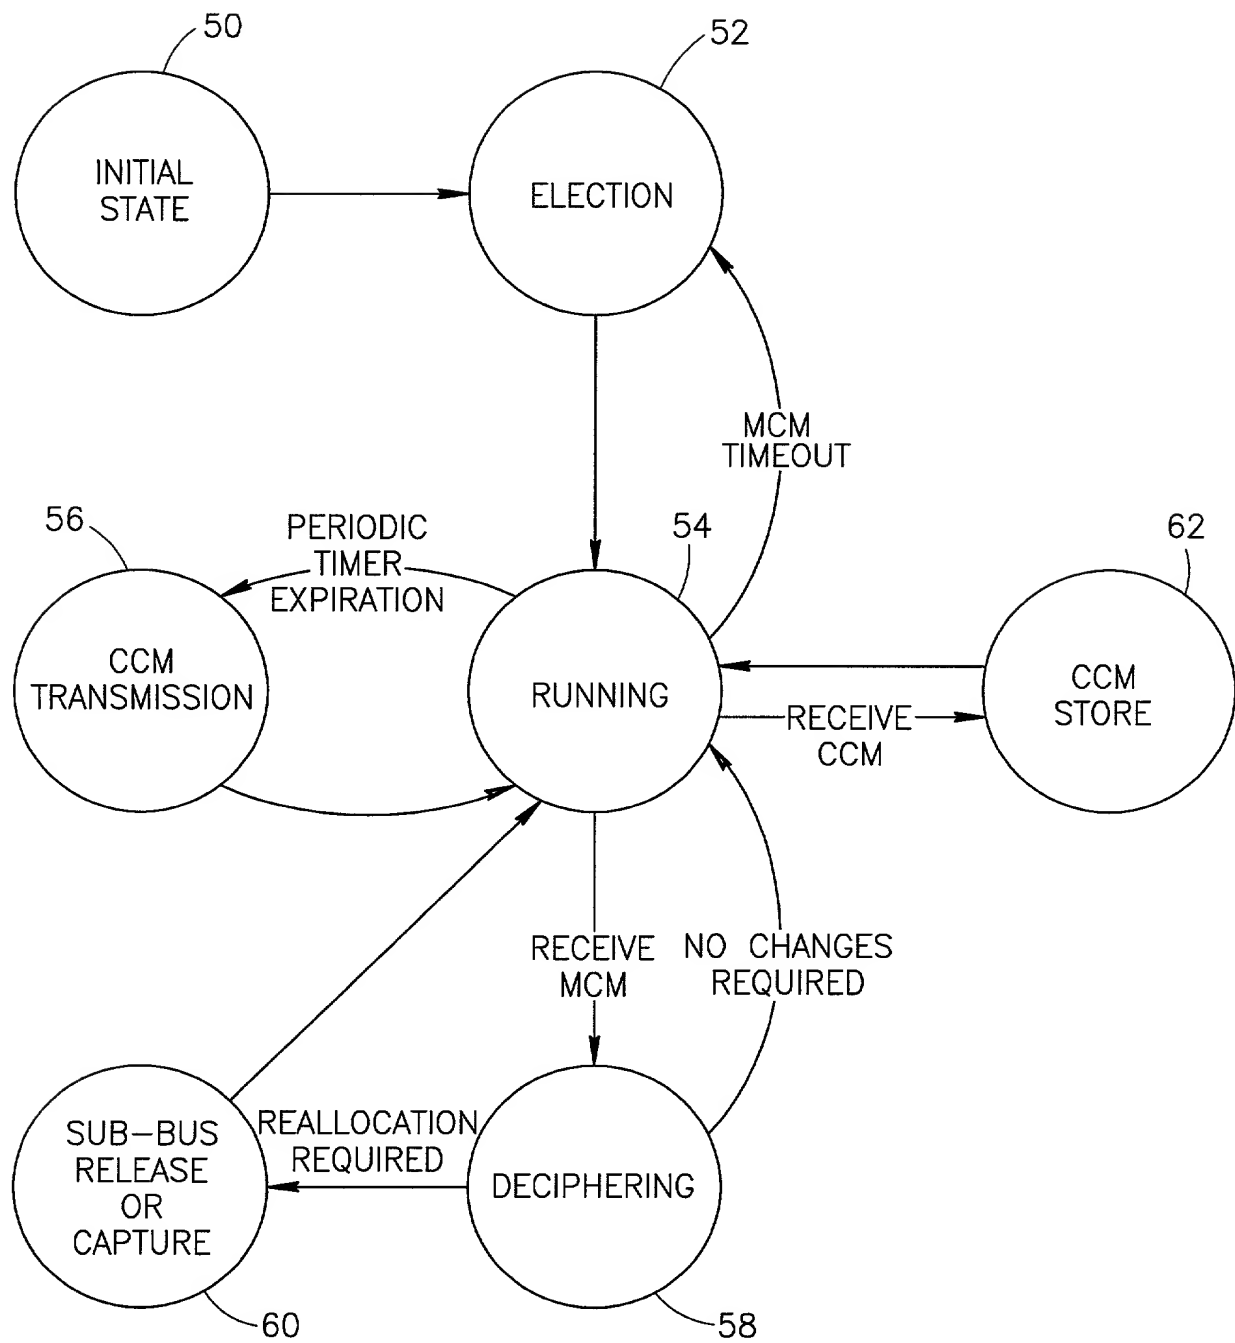 50
52
INITIAL
STATE
ELECTION
MCM
TIMEOUT
56
PERIODIC
TIMER
EXPIRATION
54
62
CCM
TRANSMISSION
RUNNING
RECEIVE
CCM
CCM
STORE
RECEIVE
MCM
NO CHANGES
REQUIRED
SUB-BUS
RELEASE
OR
CAPTURE
REALLOCATION
REQUIRED
DECIPHERING
60
58